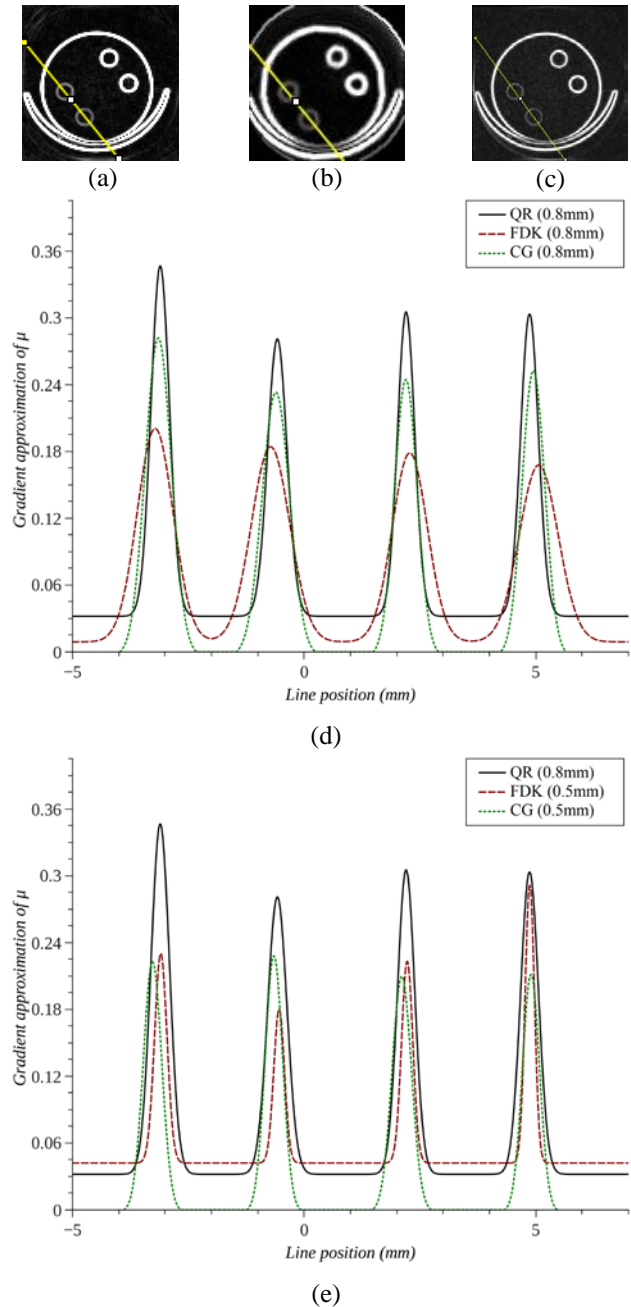 (a) (b) (c)
QR (0.8mm)
FDK (0.8mm)
CG (0.8mm)
Gradient approximation of μ
0.36
0.3
0.24
0.18
0.12
0.06
0
−5 0 5
Line position (mm)
(d)
QR (0.8mm)
FDK (0.5mm)
CG (0.5mm)
Gradient approximation of μ
0.36
0.3
0.24
0.18
0.12
0.06
0
−5 0 5
Line position (mm)
(e)